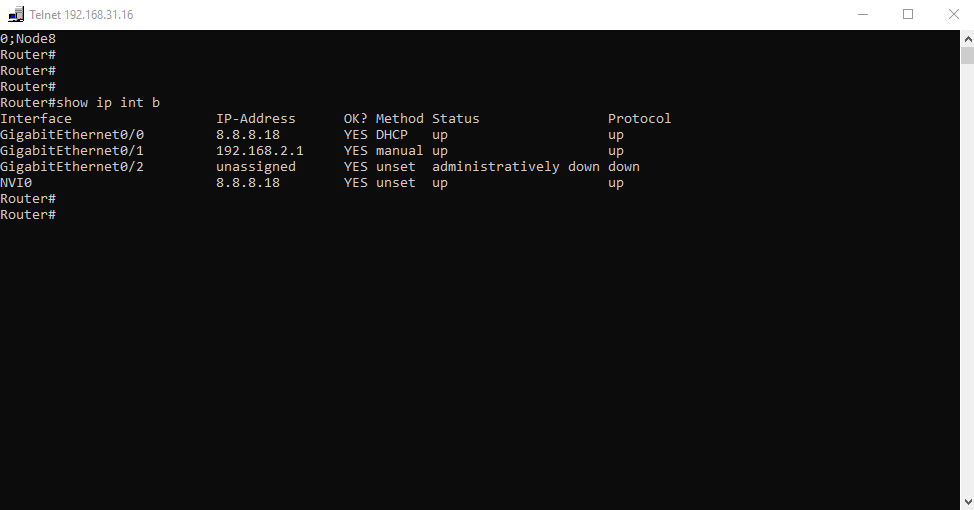 Telnet 192.168.31.16
0;Node8
Router#
Router#
Router#
Router#show ip int b
Interface                  IP-Address      OK? Method Status                Protocol
GigabitEthernet0/0         8.8.8.18        YES DHCP   up                    up
GigabitEthernet0/1         192.168.2.1     YES manual up                    up
GigabitEthernet0/2         unassigned      YES unset  administratively down down
NVI0                       8.8.8.18        YES unset  up                    up
Router#
Router#